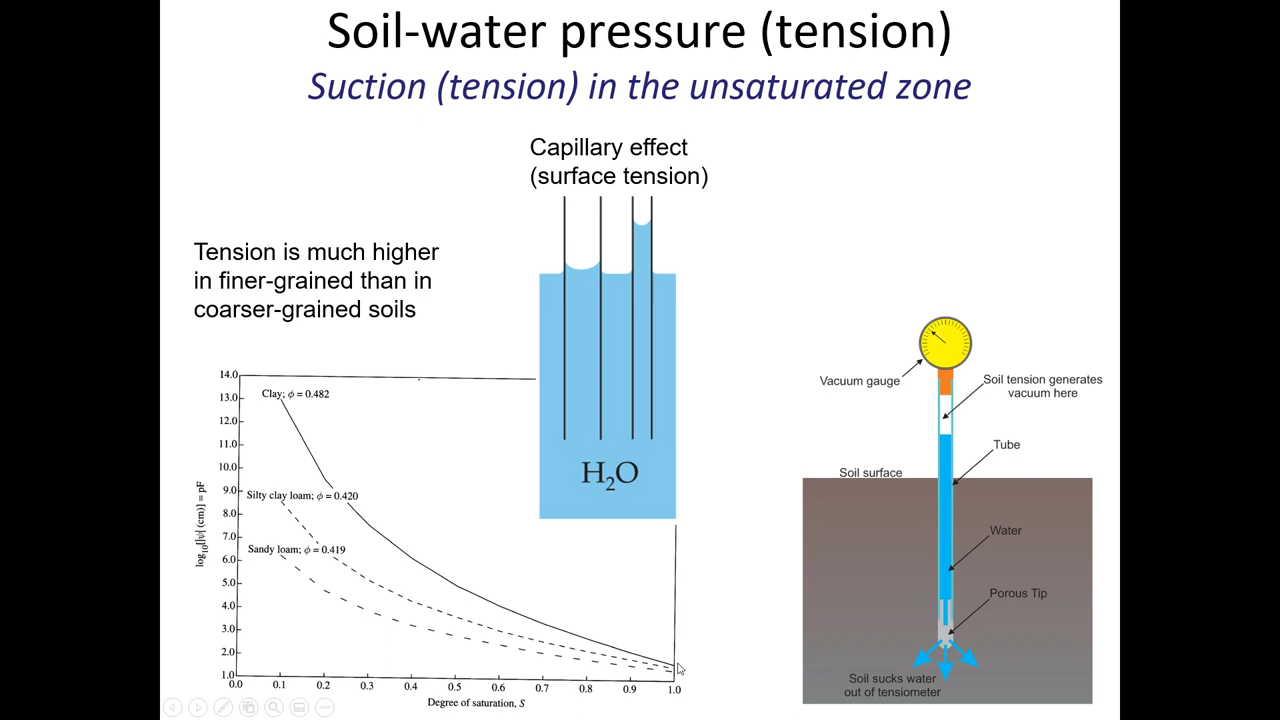 Soil-water pressure (tension)
Suction (tension) in the unsaturated zone
Capillary effect
(surface tension)
Tension is much higher
in finer-grained than in
coarser-grained soils
H₂O
14.0
13.0
12.0
11.0
10.0
9.0
8.0
7.0
6.0
5.0
4.0
3.0
2.0
1.0
log₁₀[|ψ| (cm)] = pF
Clay; ϕ = 0.482
Silty clay loam; ϕ = 0.420
Sandy loam; ϕ = 0.419
0.0 0.1 0.2 0.3 0.4 0.5 0.6 0.7 0.8 0.9 1.0
Degree of saturation, S
Vacuum gauge
Soil tension generates
vacuum here
Tube
Soil surface
Water
Porous Tip
Soil sucks water
out of tensiometer